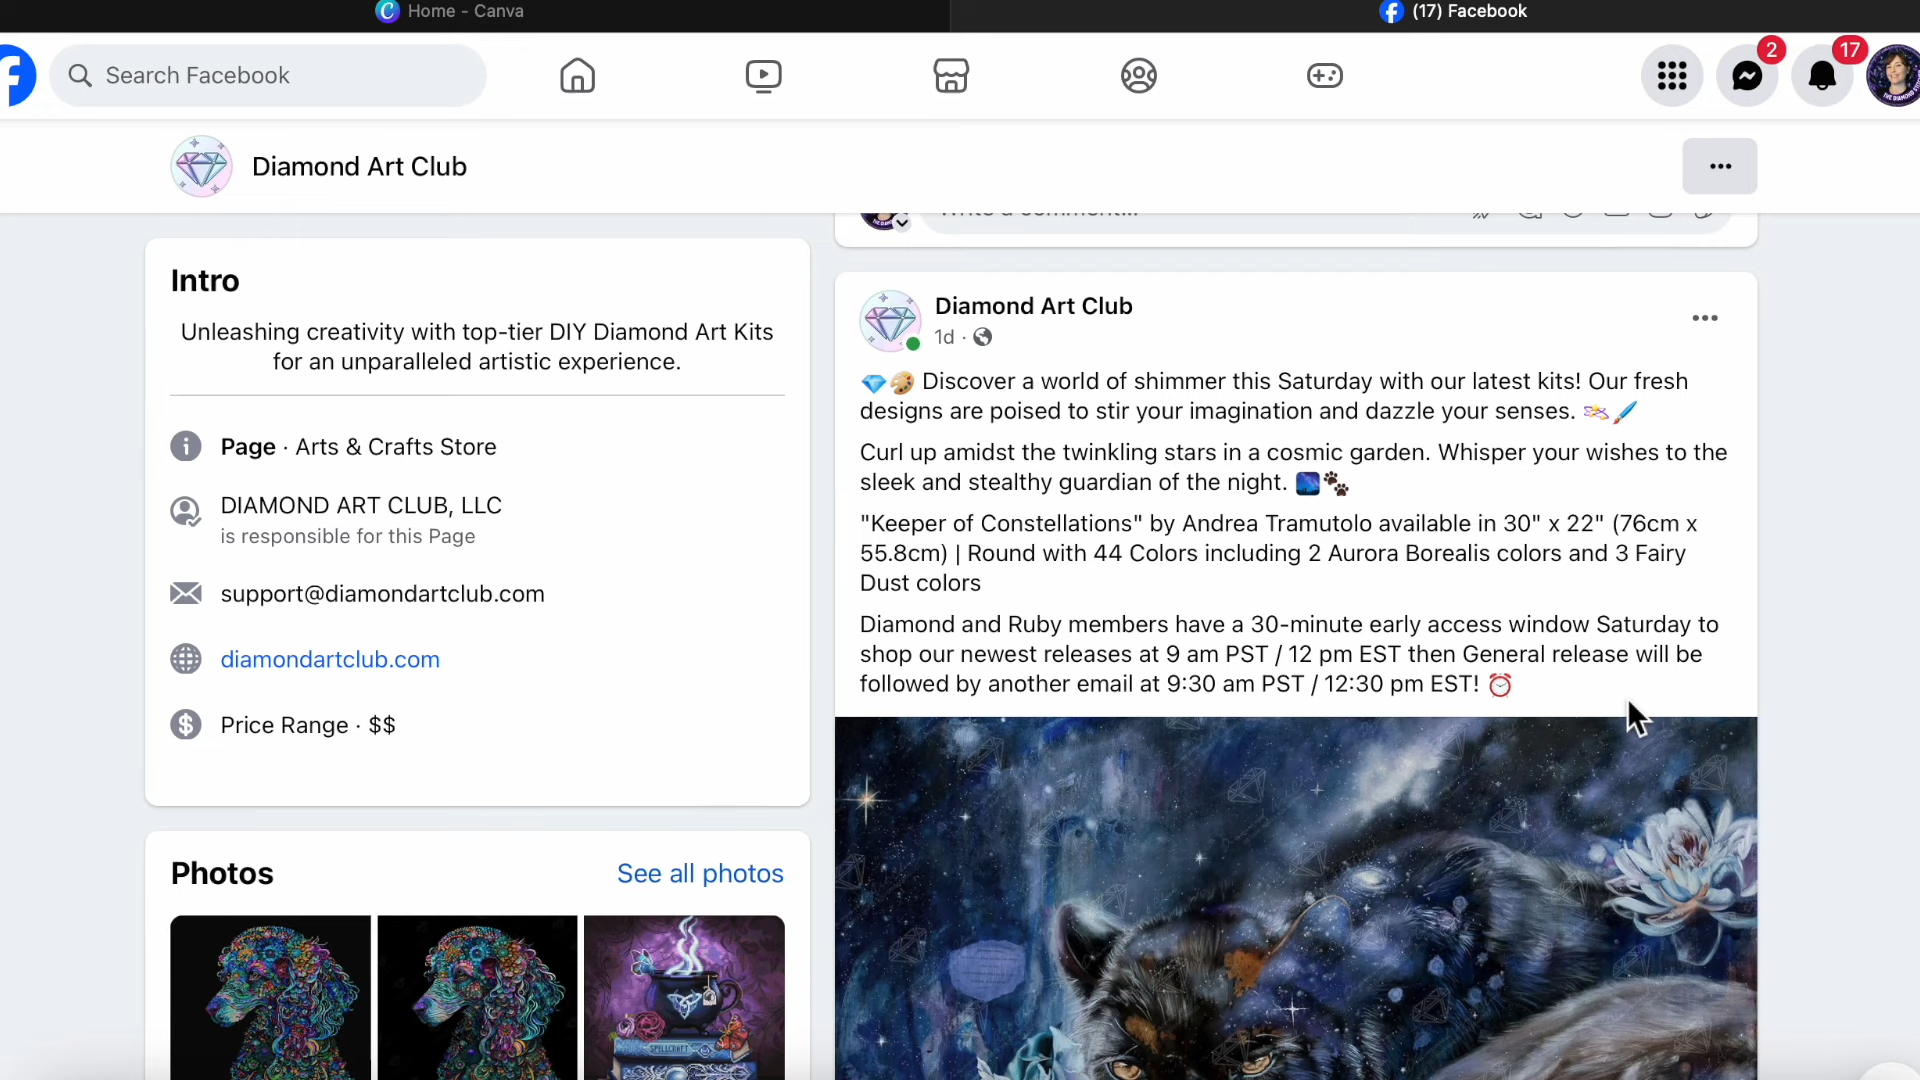 Home - Canva
(17) Facebook
Search Facebook
2
17
Diamond Art Club
Intro
Unleashing creativity with top-tier DIY Diamond Art Kits
for an unparalleled artistic experience.
Page · Arts & Crafts Store
DIAMOND ART CLUB, LLC
is responsible for this Page
support@diamondartclub.com
diamondartclub.com
Price Range · $$
Photos
See all photos
SPELLCRAFT
Diamond Art Club
1d ·
💎🎨 Discover a world of shimmer this Saturday with our latest kits! Our fresh
designs are poised to stir your imagination and dazzle your senses. 💫🖌️
Curl up amidst the twinkling stars in a cosmic garden. Whisper your wishes to the
sleek and stealthy guardian of the night. 🌌🐾
"Keeper of Constellations" by Andrea Tramutolo available in 30" x 22" (76cm x
55.8cm) | Round with 44 Colors including 2 Aurora Borealis colors and 3 Fairy
Dust colors
Diamond and Ruby members have a 30-minute early access window Saturday to
shop our newest releases at 9 am PST / 12 pm EST then General release will be
followed by another email at 9:30 am PST / 12:30 pm EST! ⏰